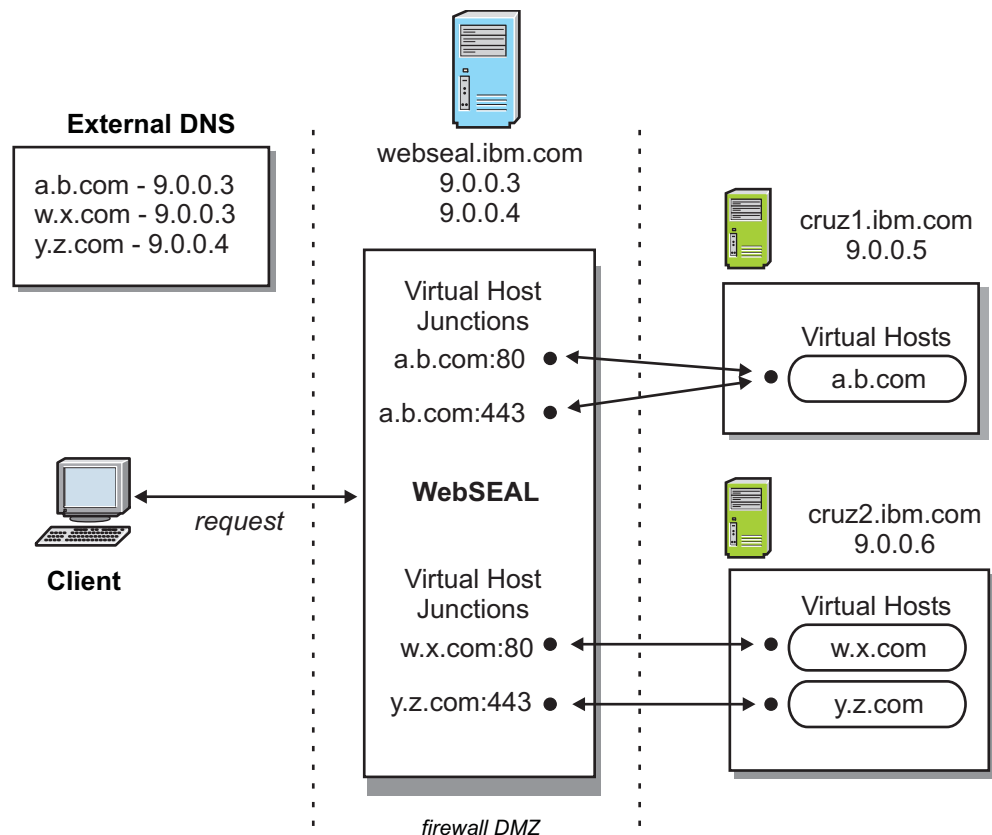 External DNS
a.b.com - 9.0.0.3
w.x.com - 9.0.0.3
y.z.com - 9.0.0.4
webseal.ibm.com
9.0.0.3
9.0.0.4
Virtual Host
Junctions
a.b.com:80
a.b.com:443
WebSEAL
Virtual Host
Junctions
w.x.com:80
y.z.com:443
request
Client
cruz1.ibm.com
9.0.0.5
Virtual Hosts
a.b.com
cruz2.ibm.com
9.0.0.6
Virtual Hosts
w.x.com
y.z.com
firewall DMZ